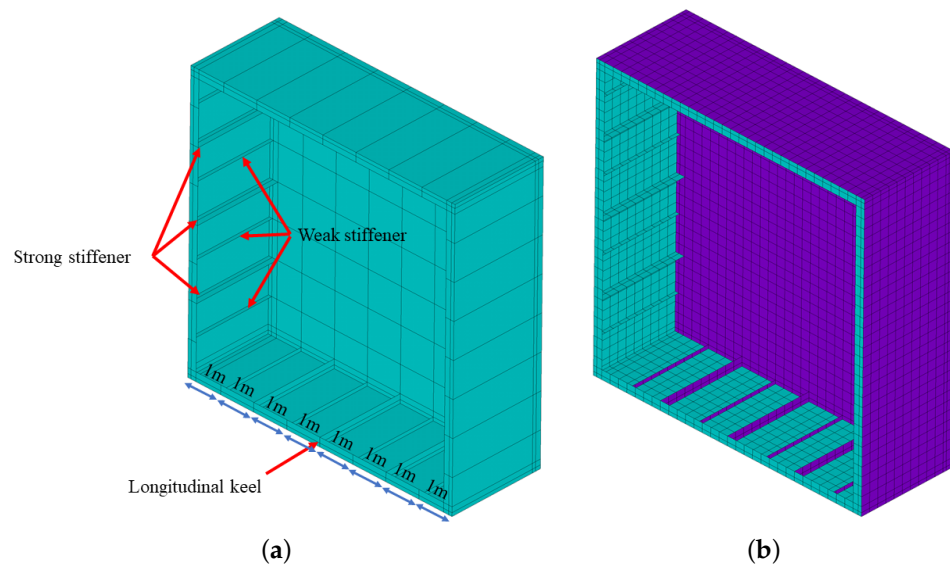 Strong stiffener
Weak stiffener
1m 1m 1m 1m 1m 1m 1m 1m
Longitudinal keel
(a)
(b)